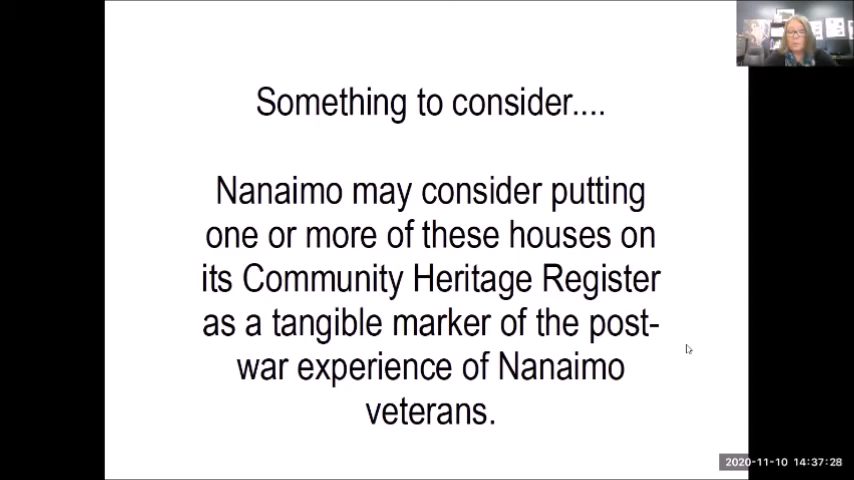 Something to consider....
Nanaimo may consider putting
one or more of these houses on
its Community Heritage Register
as a tangible marker of the post-
war experience of Nanaimo
veterans.
2020-11-10 14:37:28